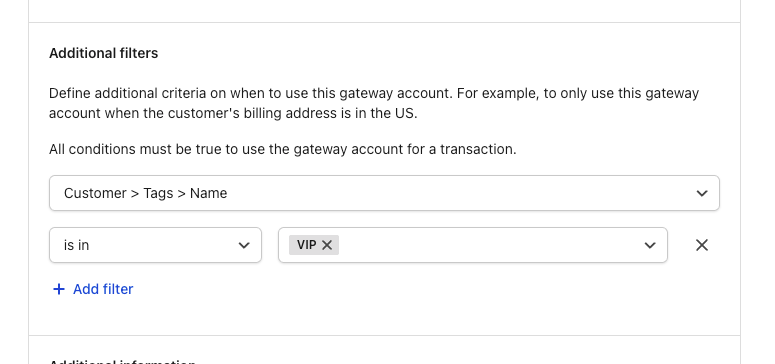 Additional filters
Define additional criteria on when to use this gateway account. For example, to only use this gateway
account when the customer's billing address is in the US.
All conditions must be true to use the gateway account for a transaction.
Customer > Tags > Name
is in
VIP
Add filter
Additional information